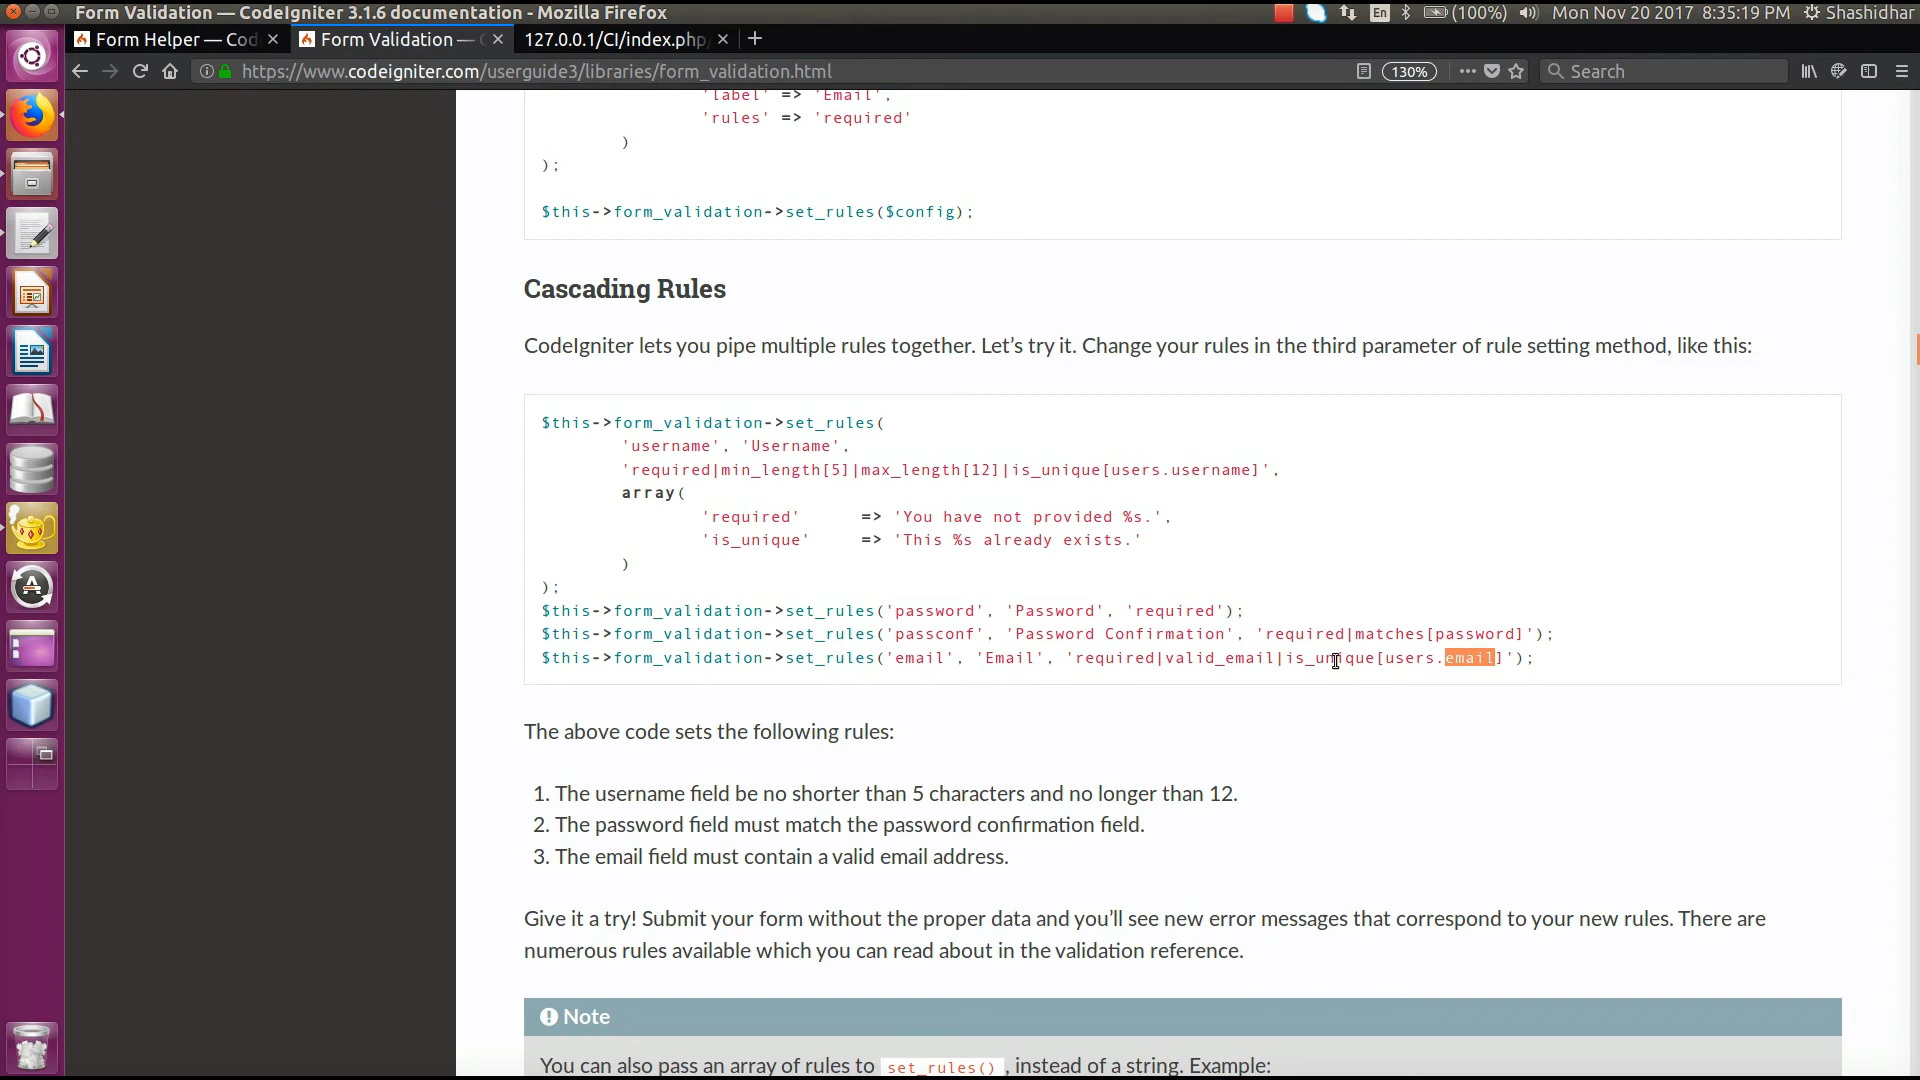 Form Validation — CodeIgniter 3.1.6 documentation - Mozilla Firefox
En (100%) Mon Nov 20 2017 8:35:19 PM Shashidhar
Form Helper — Cod
Form Validation — C
127.0.0.1/CI/index.php/
https://www.codeigniter.com/userguide3/libraries/form_validation.html
130%
Search
'label' => 'Email',
'rules' => 'required'
)
);
$this->form_validation->set_rules($config);
Cascading Rules
CodeIgniter lets you pipe multiple rules together. Let's try it. Change your rules in the third parameter of rule setting method, like this:
$this->form_validation->set_rules(
'username', 'Username',
'required|min_length[5]|max_length[12]|is_unique[users.username]',
array(
'required' => 'You have not provided %s.',
'is_unique' => 'This %s already exists.'
)
);
$this->form_validation->set_rules('password', 'Password', 'required');
$this->form_validation->set_rules('passconf', 'Password Confirmation', 'required|matches[password]');
$this->form_validation->set_rules('email', 'Email', 'required|valid_email|is_unique[users.email]');
The above code sets the following rules:
1. The username field be no shorter than 5 characters and no longer than 12.
2. The password field must match the password confirmation field.
3. The email field must contain a valid email address.
Give it a try! Submit your form without the proper data and you'll see new error messages that correspond to your new rules. There are
numerous rules available which you can read about in the validation reference.
Note
You can also pass an array of rules to set_rules(), instead of a string. Example: